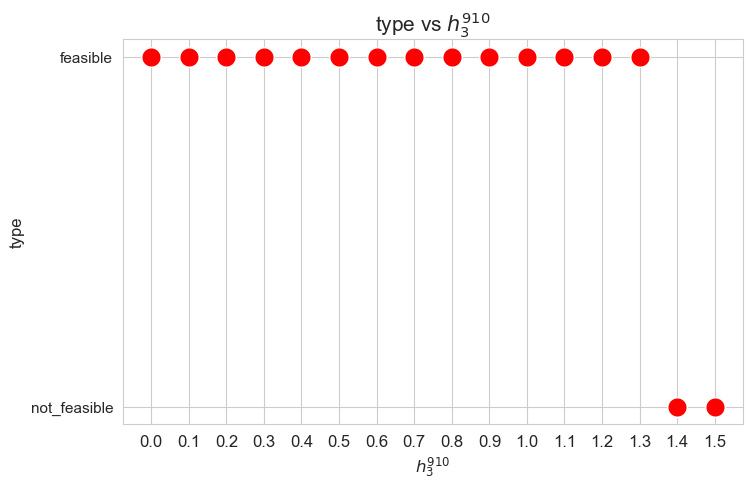 type vs $h_3^{910}$
feasible
type
not_feasible
0.0 0.1 0.2 0.3 0.4 0.5 0.6 0.7 0.8 0.9 1.0 1.1 1.2 1.3 1.4 1.5
$h_3^{910}$